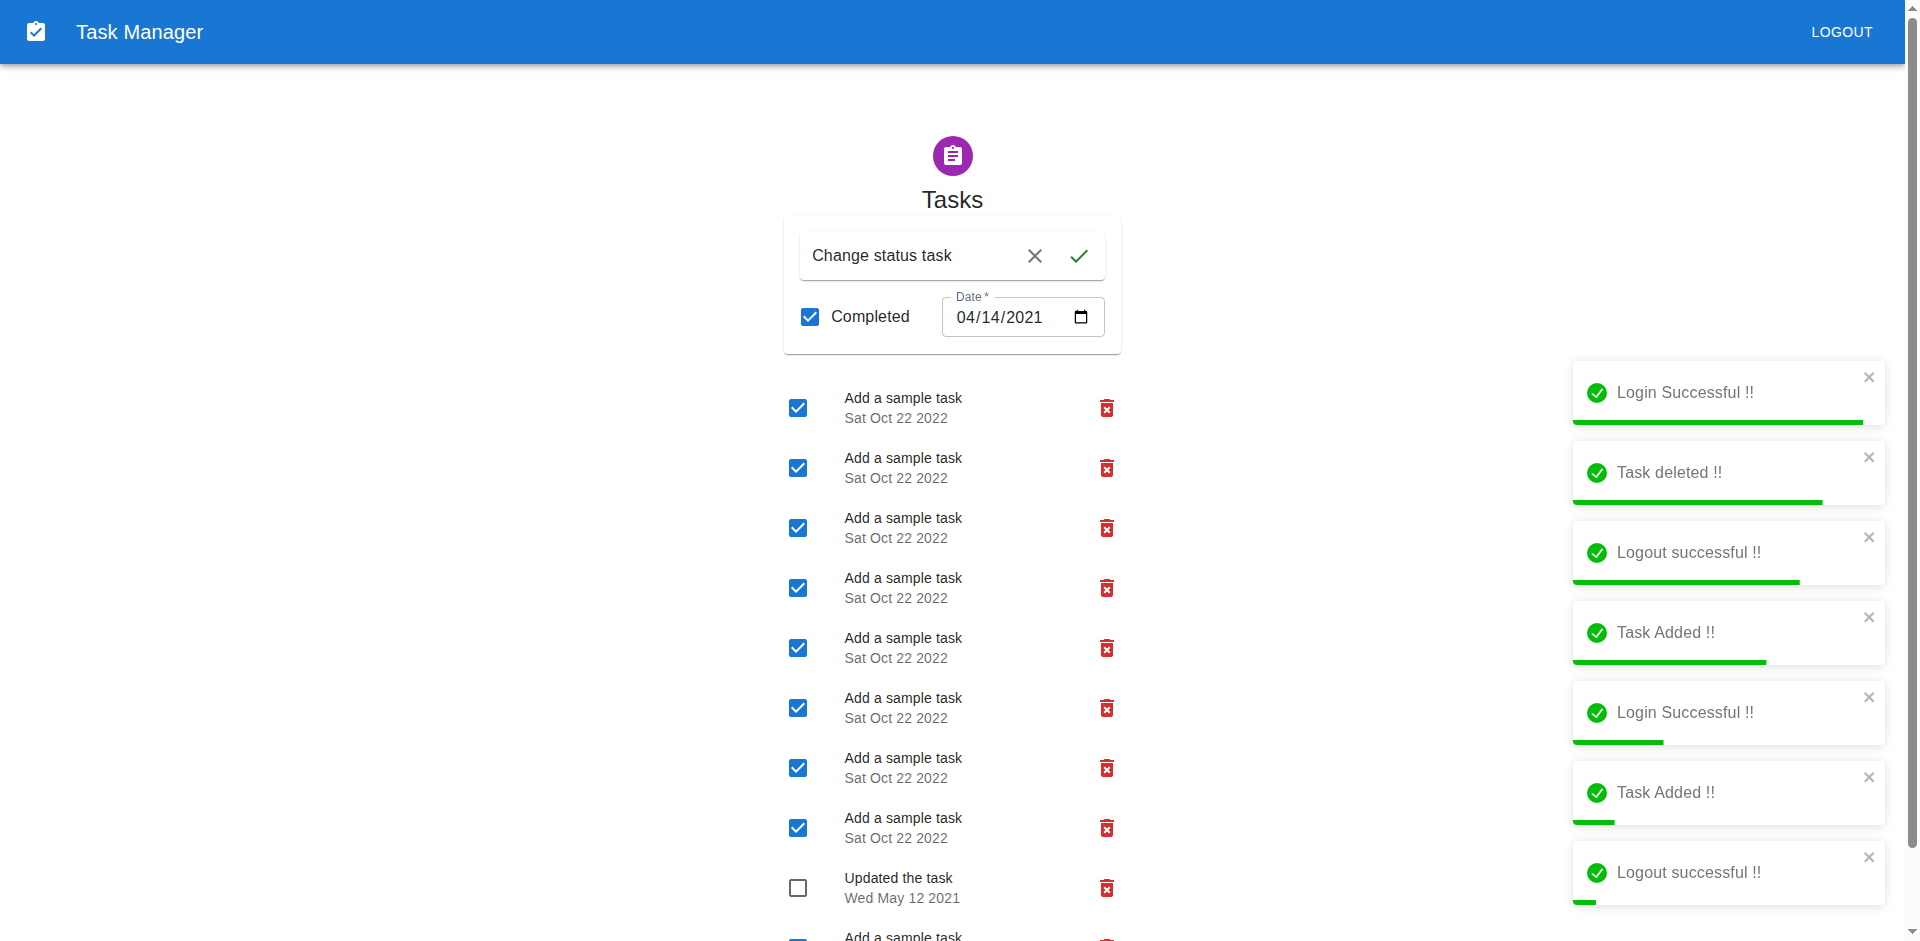 Task Manager
LOGOUT
Tasks
Change status task
Completed
Date *
04/14/2021
Add a sample task
Sat Oct 22 2022
Add a sample task
Sat Oct 22 2022
Add a sample task
Sat Oct 22 2022
Add a sample task
Sat Oct 22 2022
Add a sample task
Sat Oct 22 2022
Add a sample task
Sat Oct 22 2022
Add a sample task
Sat Oct 22 2022
Add a sample task
Sat Oct 22 2022
Updated the task
Wed May 12 2021
Add a sample task
Login Successful !!
Task deleted !!
Logout successful !!
Task Added !!
Login Successful !!
Task Added !!
Logout successful !!